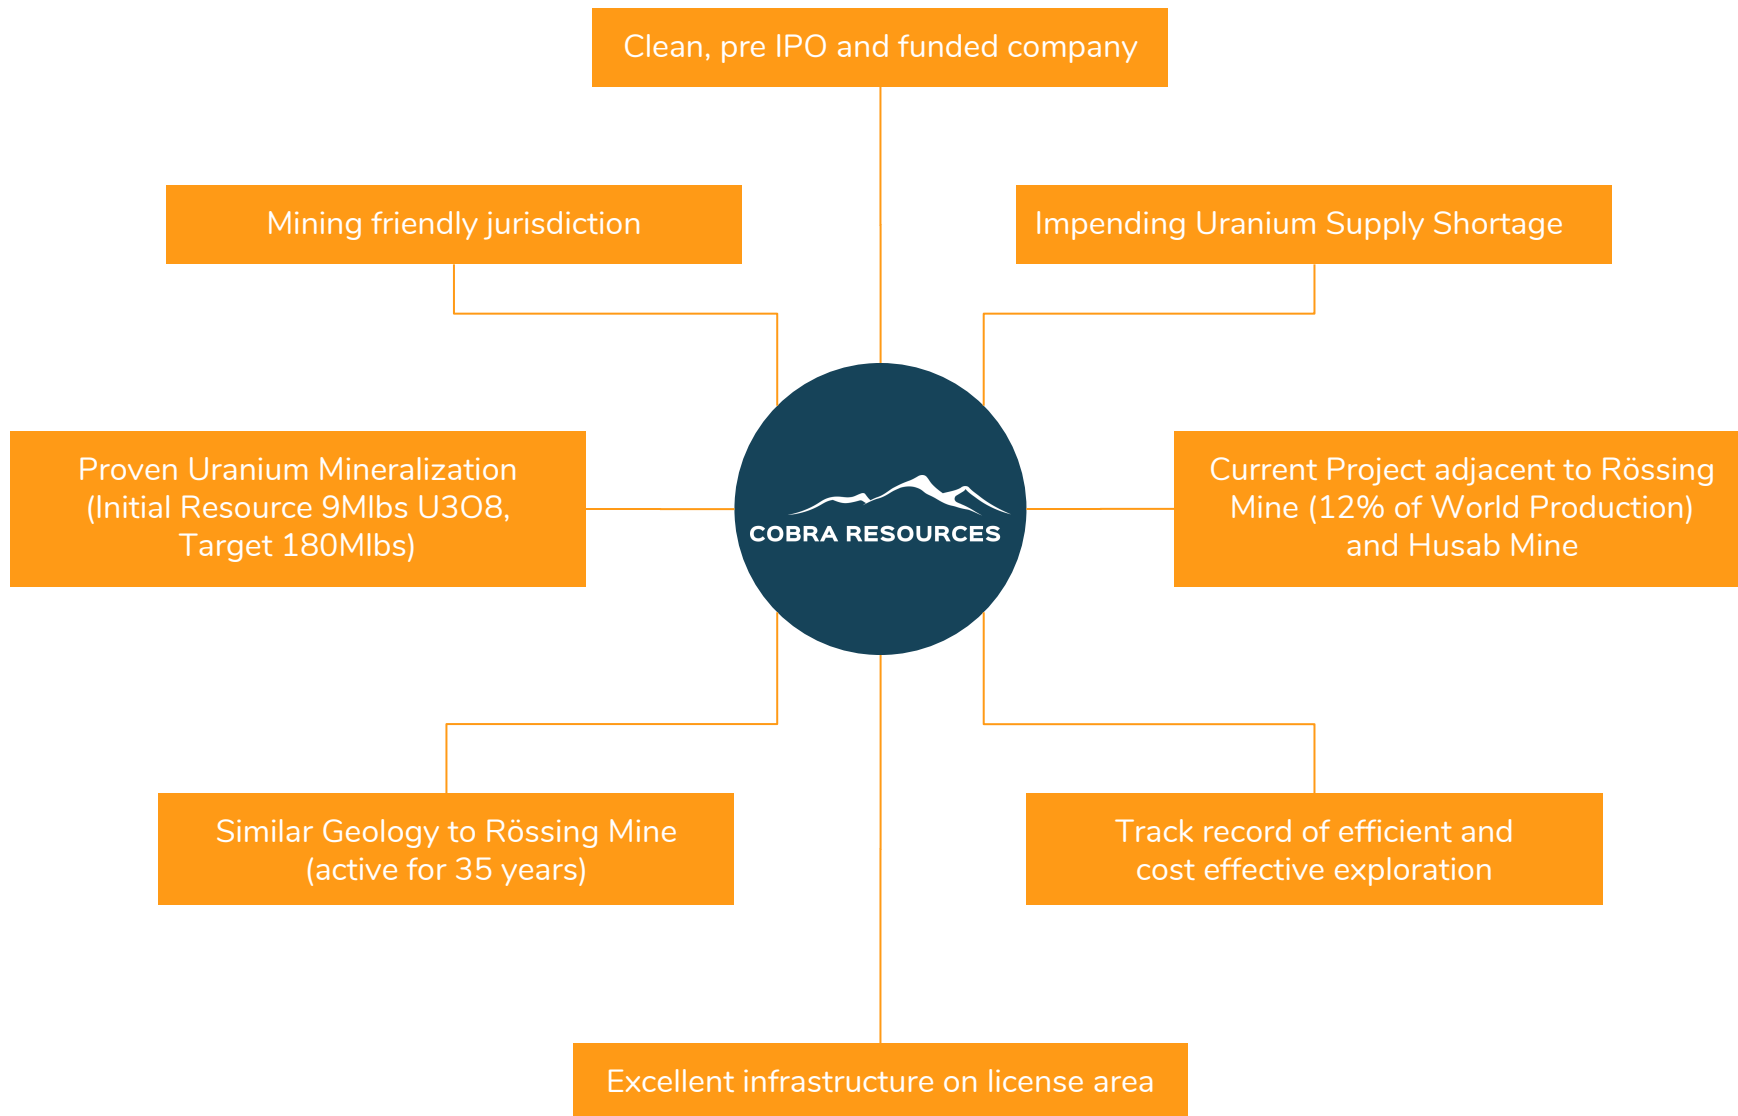 Clean, pre IPO and funded company
Mining friendly jurisdiction
Impending Uranium Supply Shortage
Proven Uranium Mineralization
(Initial Resource 9Mlbs U3O8,
Target 180Mlbs)
COBRA RESOURCES
Current Project adjacent to Rössing
Mine (12% of World Production)
and Husab Mine
Similar Geology to Rössing Mine
(active for 35 years)
Track record of efficient and
cost effective exploration
Excellent infrastructure on license area